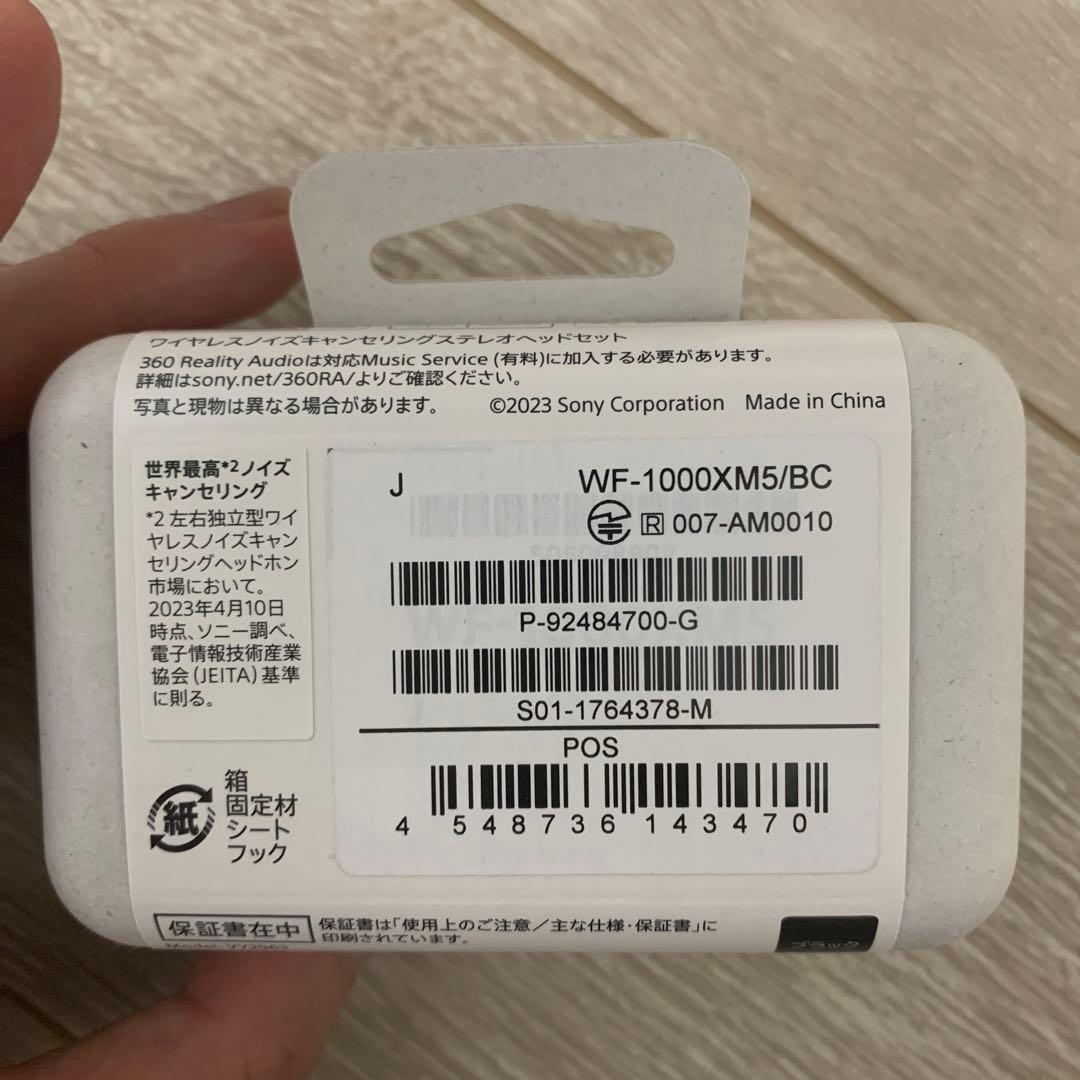 ワイヤレスノイズキャンセリングステレオヘッドセット
360 Reality Audioは対応Music Service (有料)に加入する必要があります。
詳細はsony.net/360RA/よりご確認ください。
写真と現物は異なる場合があります。 ©2023 Sony Corporation Made in China
世界最高*2ノイズ
キャンセリング
*2 左右独立型ワイ
ヤレスノイズキャン
セリングヘッドホン
市場において。
2023年4月10日
時点、ソニー調べ、
電子情報技術産業
協会(JEITA)基準
に則る。
J WF-1000XM5/BC
R 007-AM0010
P-92484700-G
S01-1764378-M
POS
4 548736 143470
紙
箱
固定材
シート
フック
保証書在中
保証書は「使用上のご注意／主な仕様・保証書」に
印刷されています。
Model: YY2963
ブラック